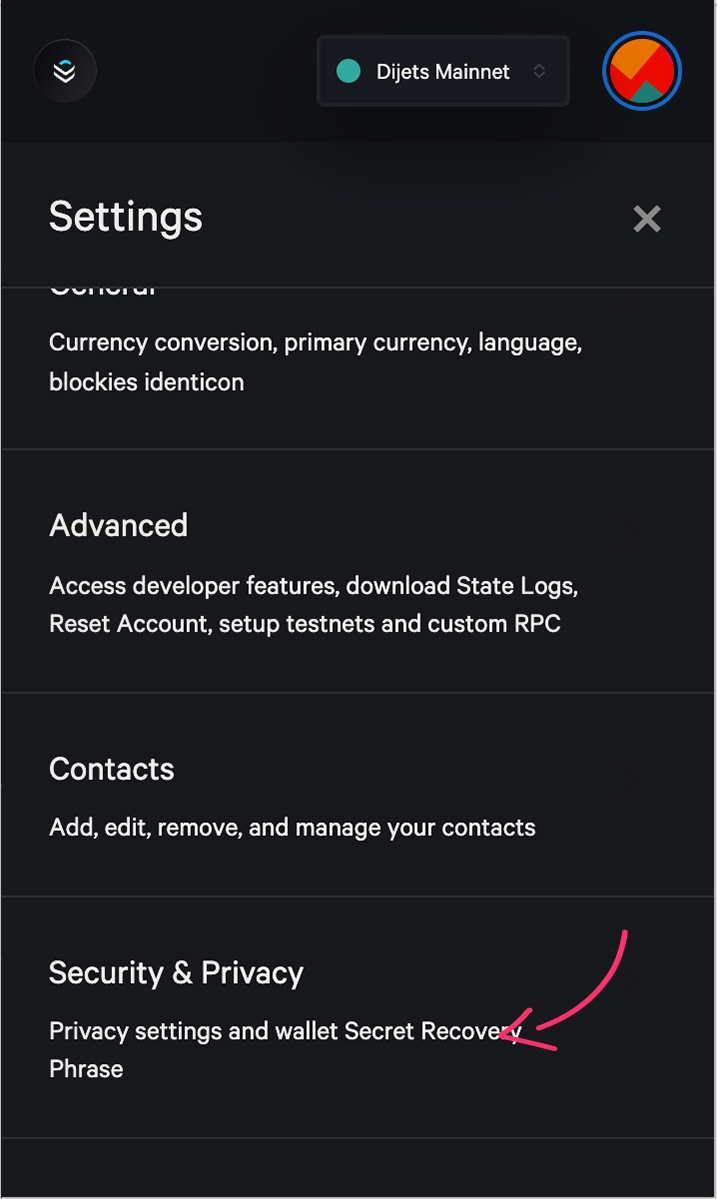 Dijets Mainnet
Settings
General
Currency conversion, primary currency, language,
blockies identicon
Advanced
Access developer features, download State Logs,
Reset Account, setup testnets and custom RPC
Contacts
Add, edit, remove, and manage your contacts
Security & Privacy
Privacy settings and wallet Secret Recovery
Phrase